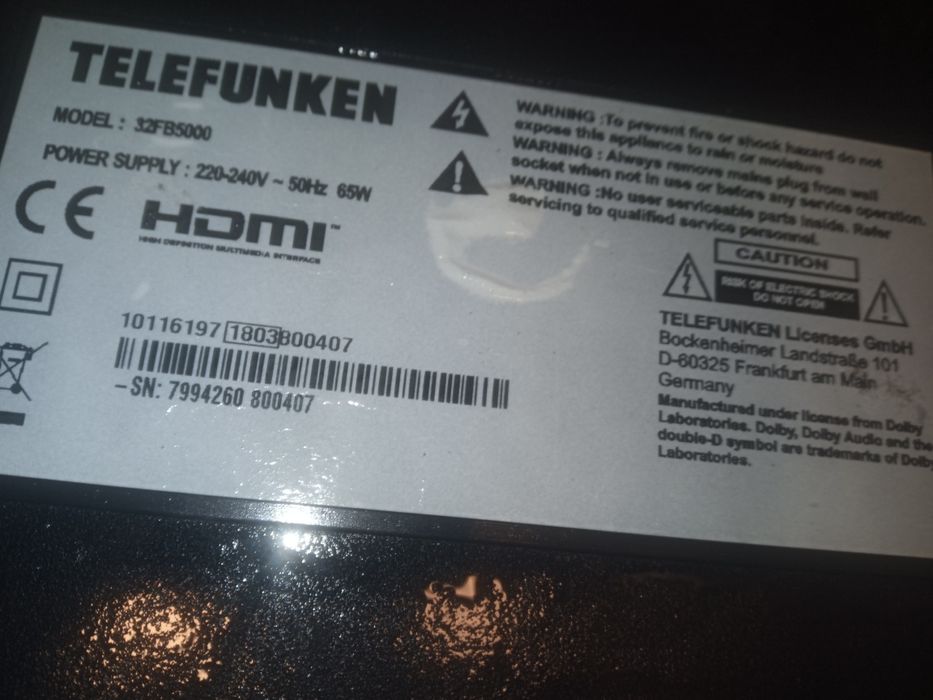 TELEFUNKEN
MODEL : 32FB5000
POWER SUPPLY : 220-240V ~ 50Hz 65W
CE
HDMI™
HIGH DEFINITION MULTIMEDIA INTERFACE
10116197 1803 800407
-SN: 7994260 800407
WARNING :To prevent fire or shock hazard do not
expose this appliance to rain or moisture
WARNING : Always remove mains plug from wall
socket when not in use or before any service operation.
WARNING :No user serviceable parts inside. Refer
servicing to qualified service personnel.
CAUTION
RISK OF ELECTRIC SHOCK
DO NOT OPEN
TELEFUNKEN Licenses GmbH
Bockenheimer Landstraße 101
D-60325 Frankfurt am Main
Germany
Manufactured under license from Dolby
Laboratories. Dolby, Dolby Audio and the
double-D symbol are trademarks of Dolby
Laboratories.